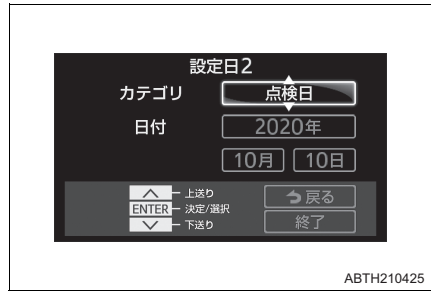 設定日2
カテゴリ 点検日
日付 2020年
10月 10日
上送り
ENTER 決定/選択
下送り
戻る
終了
ABTH210425